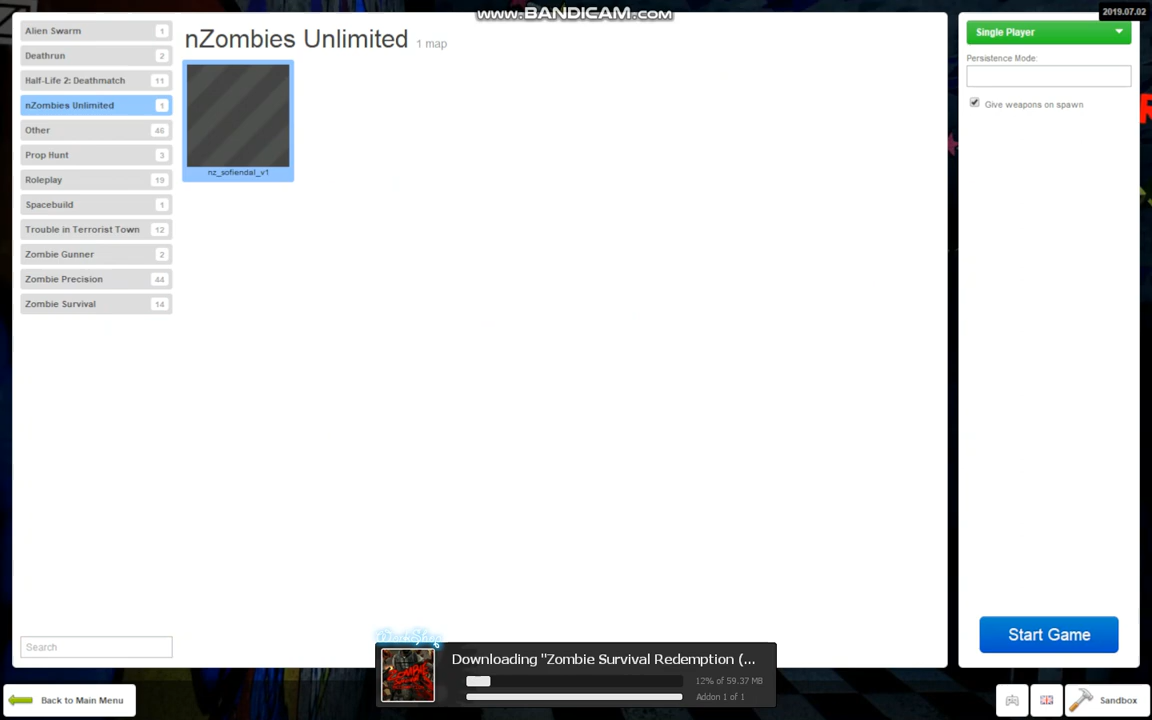 www.BANDICAM.com
2019.07.02
Alien Swarm 1
Deathrun 2
Half-Life 2: Deathmatch 11
nZombies Unlimited 1
Other 46
Prop Hunt 3
Roleplay 19
Spacebuild 1
Trouble in Terrorist Town 12
Zombie Gunner 2
Zombie Precision 44
Zombie Survival 14
Search
nZombies Unlimited 1 map
nz_sofiendal_v1
Single Player
Persistence Mode:
Give weapons on spawn
Start Game
Workshop
Downloading "Zombie Survival Redemption (...
12% of 59.37 MB
Addon 1 of 1
Back to Main Menu
Sandbox